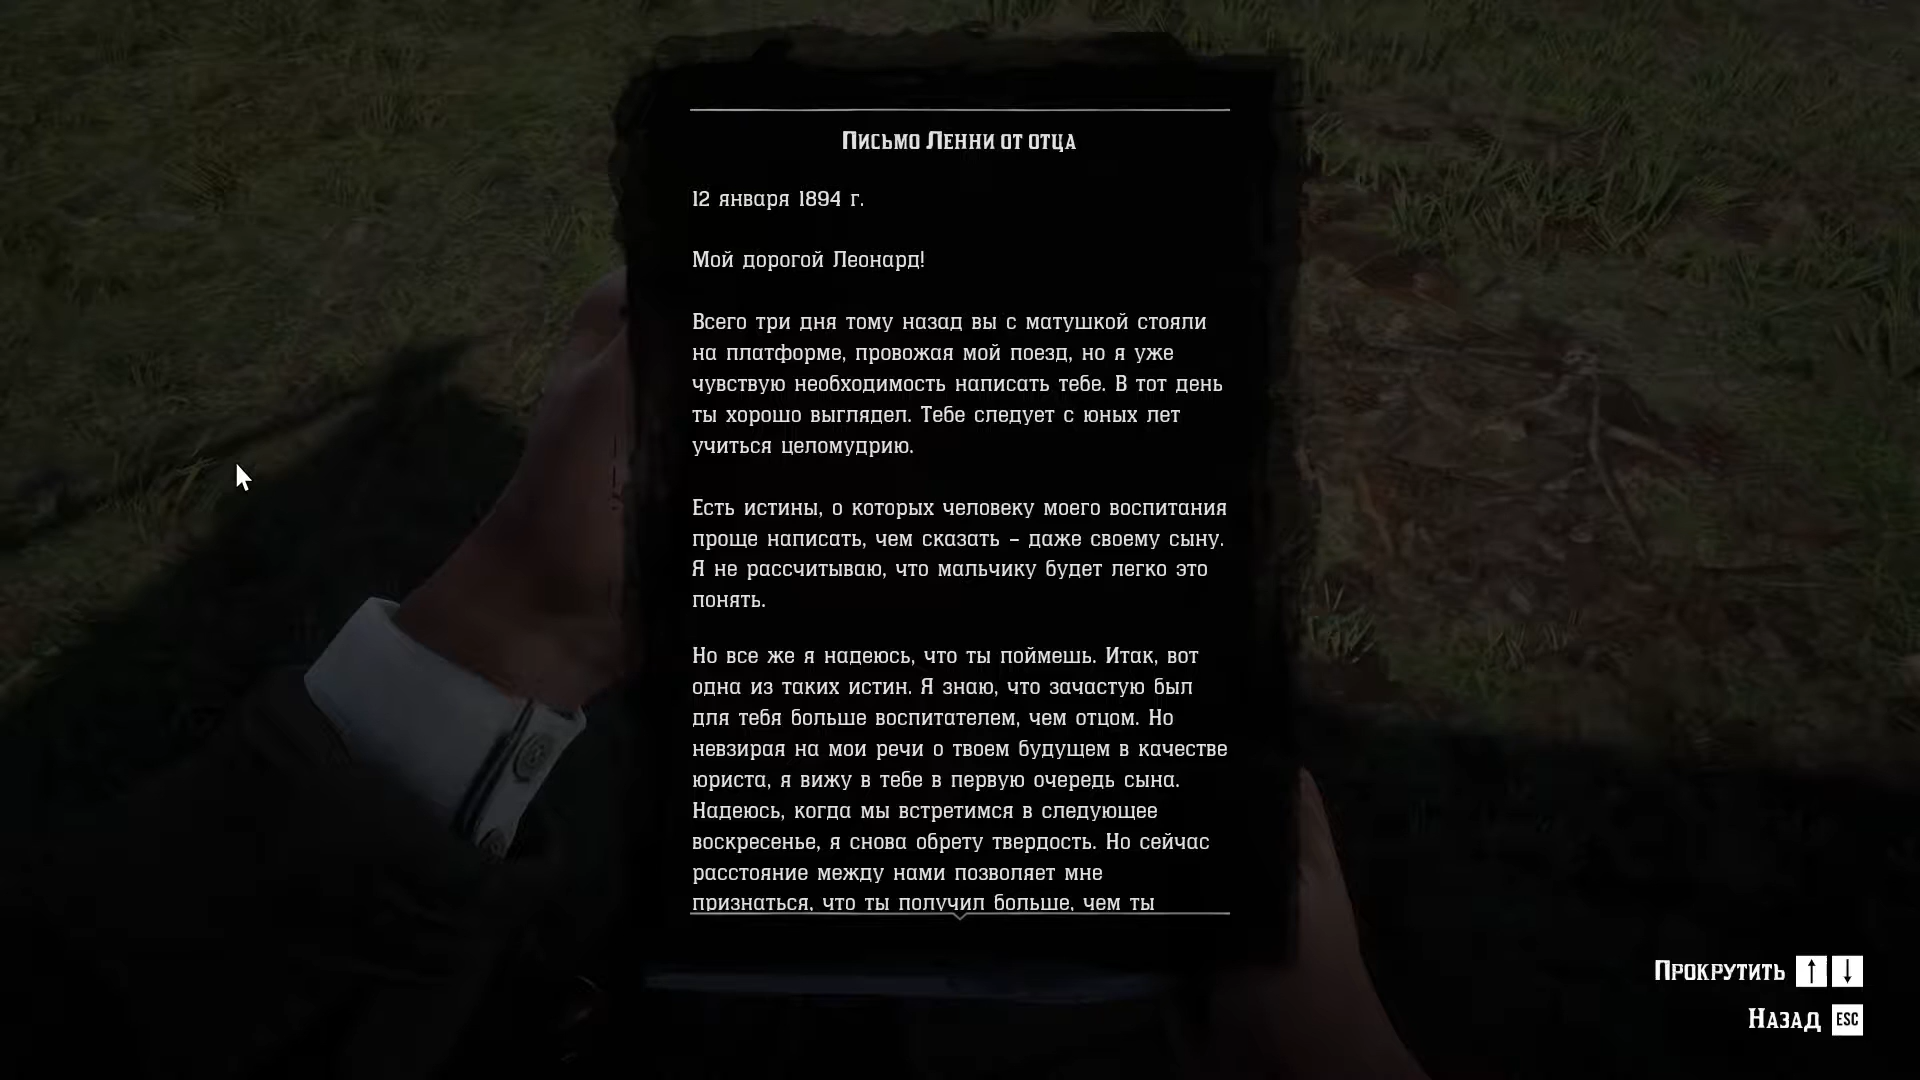 Письмо Ленни от отца
12 января 1894 г.
Мой дорогой Леонард!
Всего три дня тому назад вы с матушкой стояли
на платформе, провожая мой поезд, но я уже
чувствую необходимость написать тебе. В тот день
ты хорошо выглядел. Тебе следует с юных лет
учиться целомудрию.
Есть истины, о которых человеку моего воспитания
проще написать, чем сказать – даже своему сыну.
Я не рассчитываю, что мальчику будет легко это
понять.
Но все же я надеюсь, что ты поймешь. Итак, вот
одна из таких истин. Я знаю, что зачастую был
для тебя больше воспитателем, чем отцом. Но
невзирая на мои речи о твоем будущем в качестве
юриста, я вижу в тебе в первую очередь сына.
Надеюсь, когда мы встретимся в следующее
воскресенье, я снова обрету твердость. Но сейчас
расстояние между нами позволяет мне
признаться, что ты получил больше, чем ты
Прокрутить ↑ ↓
Назад ESC